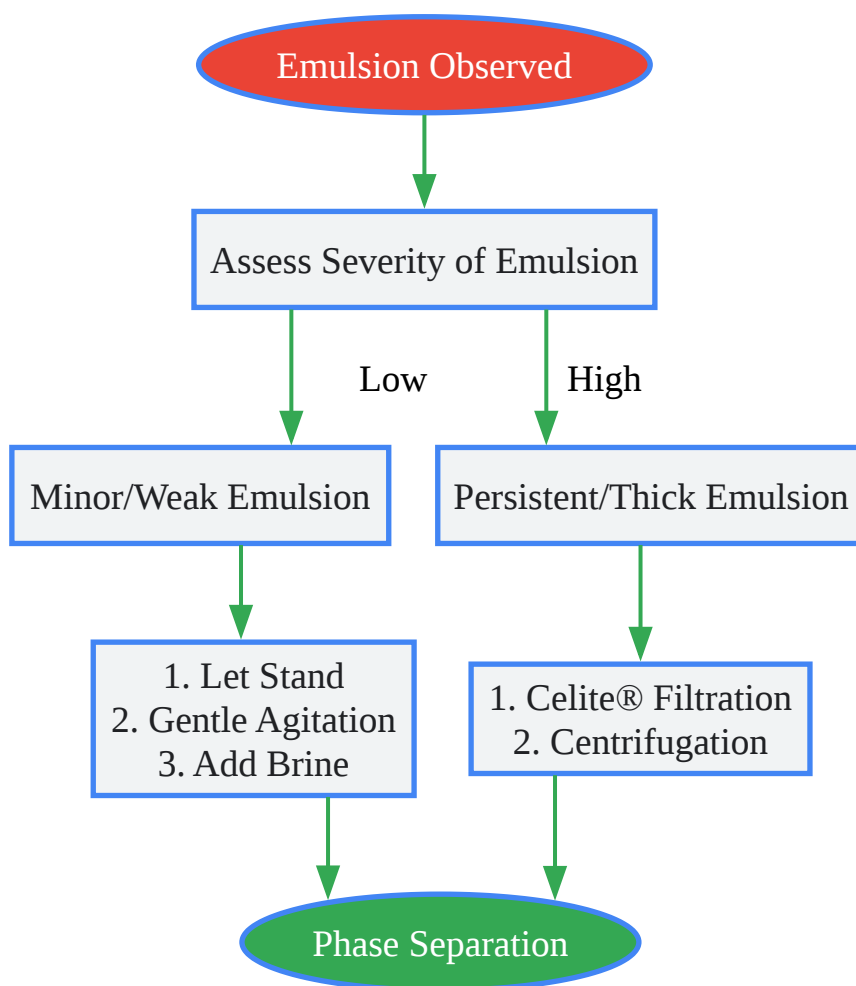 Emulsion Observed
Assess Severity of Emulsion
Low
High
Minor/Weak Emulsion
Persistent/Thick Emulsion
1. Let Stand
2. Gentle Agitation
3. Add Brine
1. Celite® Filtration
2. Centrifugation
Phase Separation